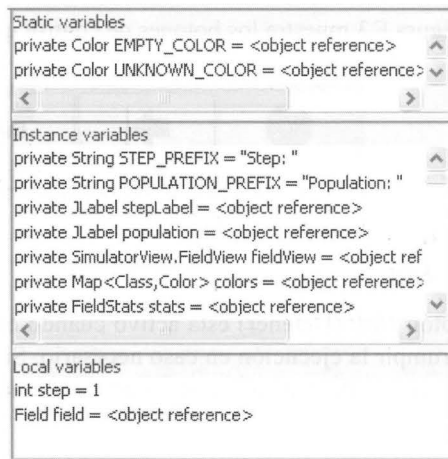 Static variables
private Color EMPTY_COLOR = <object reference>
private Color UNKNOWN_COLOR = <object reference>
Instance variables
private String STEP_PREFIX = "Step: "
private String POPULATION_PREFIX = "Population: "
private JLabel stepLabel = <object reference>
private JLabel population = <object reference>
private SimulatorView.FieldView fieldView = <object ref
private Map<Class,Color> colors = <object reference>
private FieldStats stats = <object reference>
Local variables
int step = 1
Field field = <object reference>